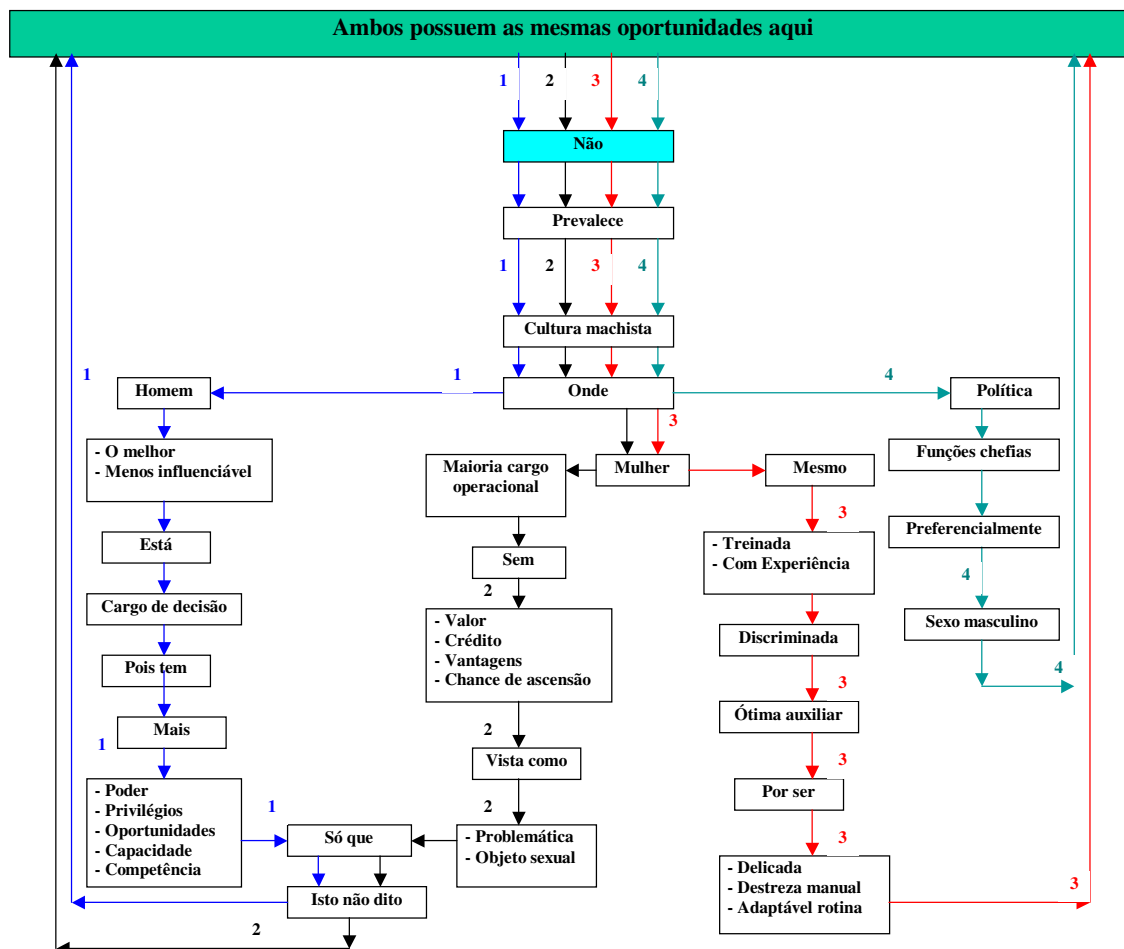 Ambos possuem as mesmas oportunidades aqui
1
2
3
4
Não
Prevalece
1
2
3
4
Cultura machista
1
1
4
Homem
Onde
Política
3
- O melhor
- Menos influenciável
Maioria cargo
operacional
Mulher
Mesmo
Funções chefias
3
Está
Sem
- Treinada
- Com Experiência
Preferencialmente
4
2
Cargo de decisão
- Valor
- Crédito
- Vantagens
- Chance de ascensão
Discriminada
Sexo masculino
Pois tem
3
4
Mais
Ótima auxiliar
1
2
Vista como
3
Por ser
- Poder
- Privilégios
- Oportunidades
- Capacidade
- Competência
1
2
Só que
- Problemática
- Objeto sexual
3
- Delicada
- Destreza manual
- Adaptável rotina
3
Isto não dito
2